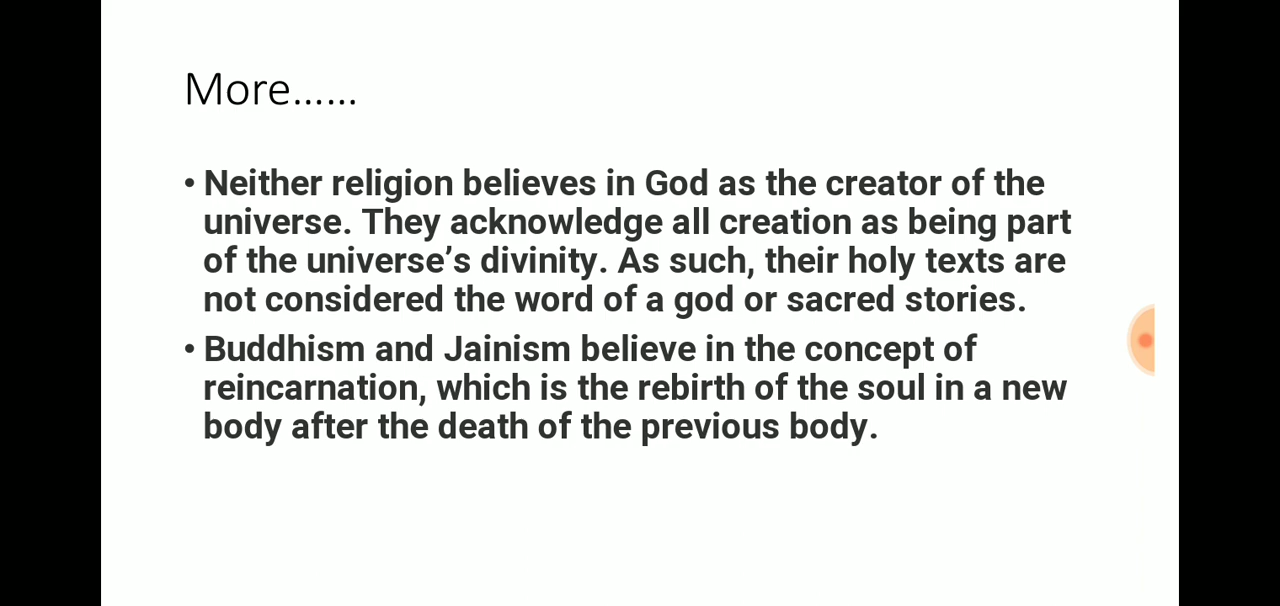 More......
• Neither religion believes in God as the creator of the
universe. They acknowledge all creation as being part
of the universe’s divinity. As such, their holy texts are
not considered the word of a god or sacred stories.
• Buddhism and Jainism believe in the concept of
reincarnation, which is the rebirth of the soul in a new
body after the death of the previous body.